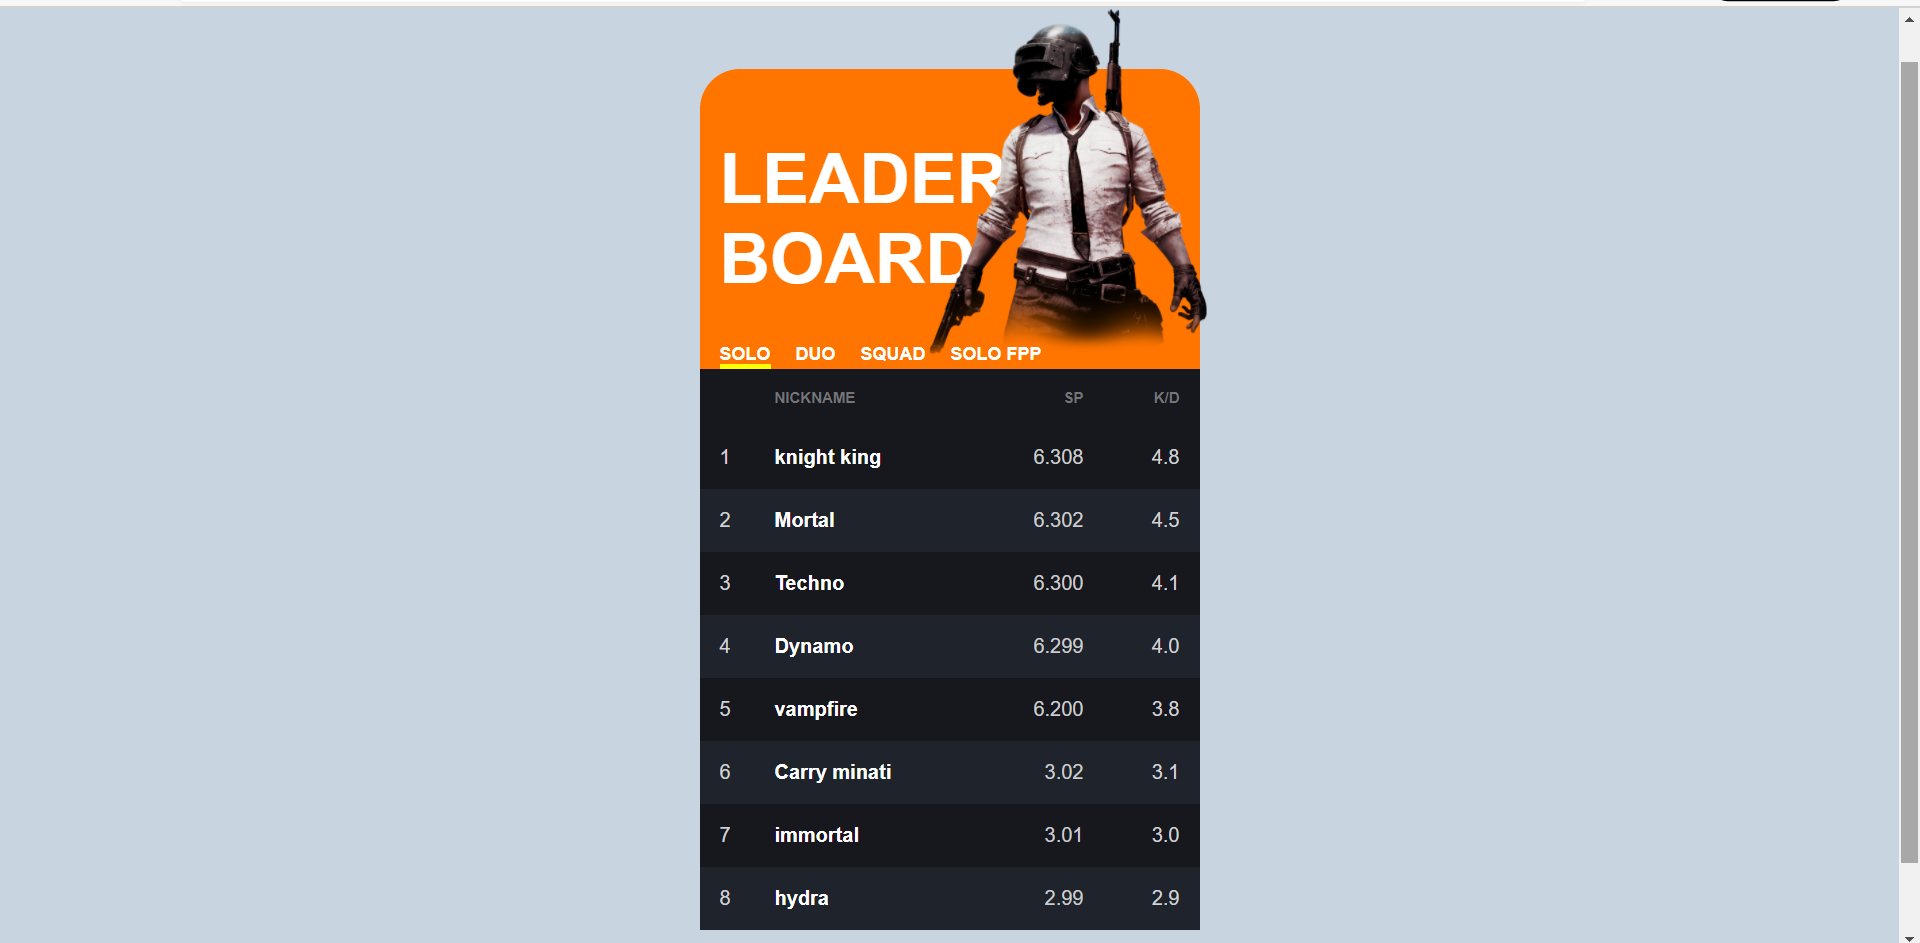 LEADER
BOARD
SOLO DUO SQUAD SOLO FPP
NICKNAME SP K/D
1 knight king 6.308 4.8
2 Mortal 6.302 4.5
3 Techno 6.300 4.1
4 Dynamo 6.299 4.0
5 vampfire 6.200 3.8
6 Carry minati 3.02 3.1
7 immortal 3.01 3.0
8 hydra 2.99 2.9